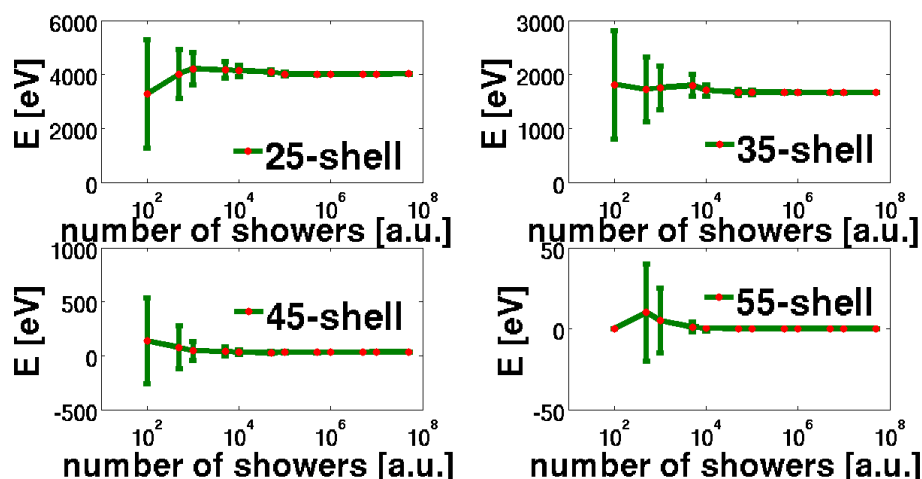 6000
4000
2000
0
E [eV]
25-shell
10^2 10^4 10^6 10^8
number of showers [a.u.]
3000
2000
1000
0
E [eV]
35-shell
10^2 10^4 10^6 10^8
number of showers [a.u.]
1000
500
0
-500
E [eV]
45-shell
10^2 10^4 10^6 10^8
number of showers [a.u.]
50
0
-50
E [eV]
55-shell
10^2 10^4 10^6 10^8
number of showers [a.u.]